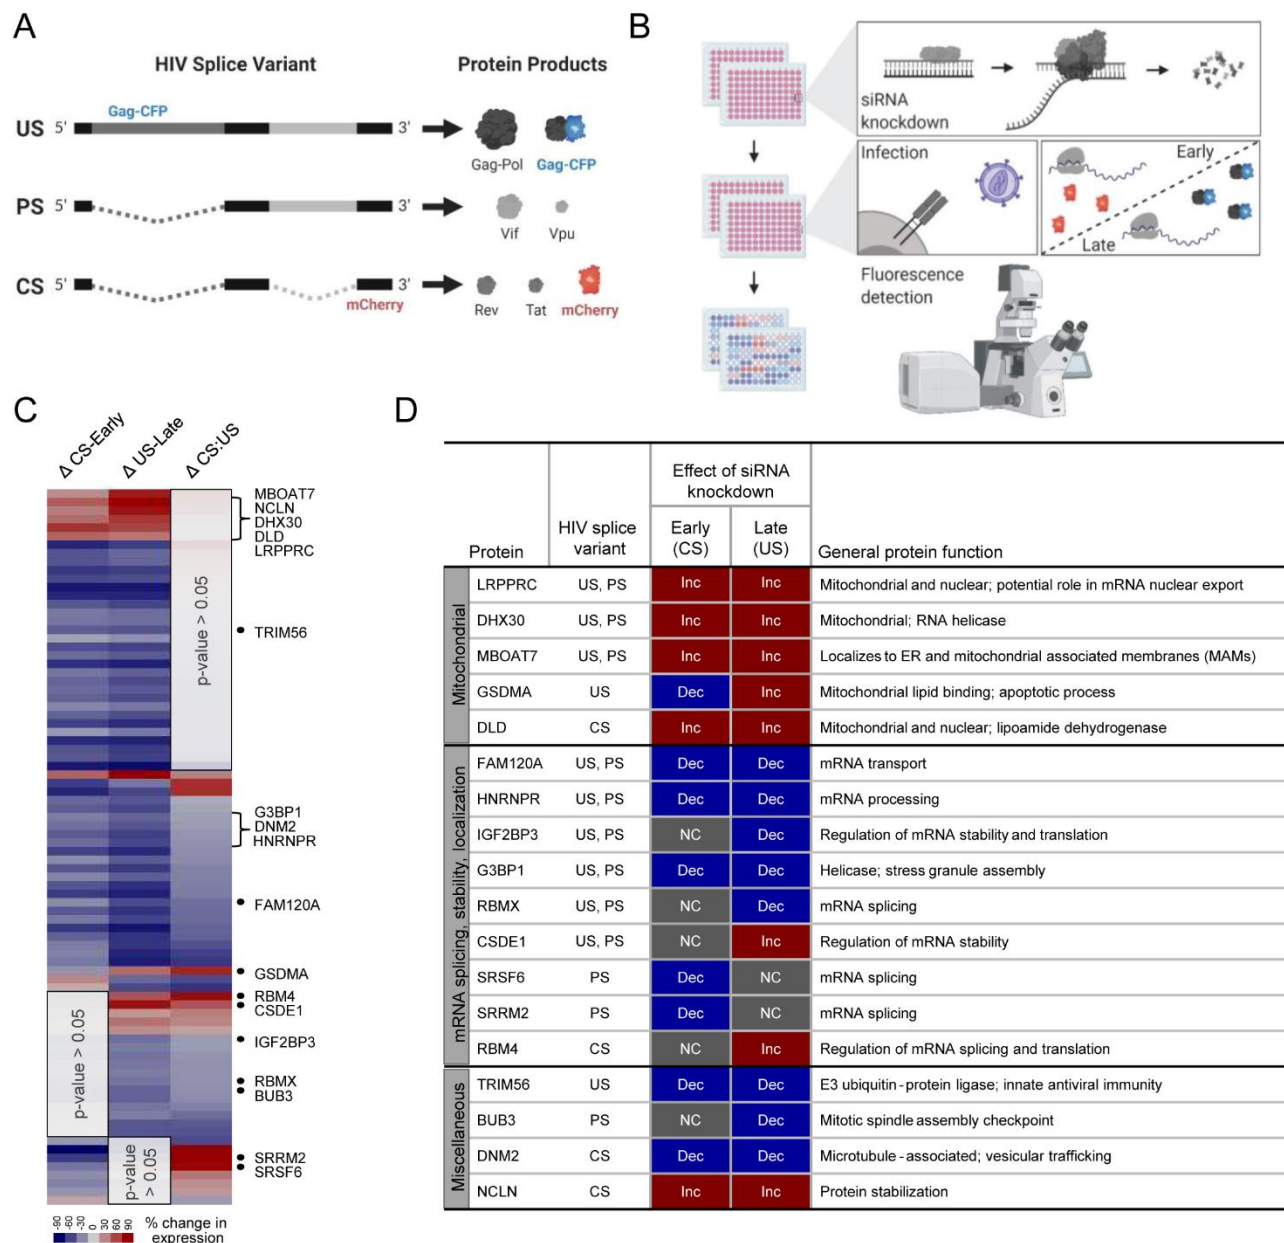 A
HIV Splice Variant
Protein Products
Gag-CFP
US 5' 3'
Gag-Pol Gag-CFP
PS 5' 3'
Vif Vpu
CS 5' 3'
mCherry
Rev Tat mCherry
B
siRNA
knockdown
Infection
Early
Late
Fluorescence
detection
C
Δ CS-Early
Δ US-Late
Δ CS:US
p-value > 0.05
MBOAT7
NCLN
DHX30
DLD
LRPPRC
TRIM56
G3BP1
DNM2
HNRNPR
FAM120A
GSDMA
RBM4
CSDE1
IGF2BP3
RBMX
BUB3
SRRM2
SRSF6
p-value > 0.05
p-value
> 0.05
-90 -60 -30 0 30 60 90
% change in
expression
D
Effect of siRNA
knockdown
Protein
HIV splice
variant
Early
(CS)
Late
(US)
General protein function
Mitochondrial
LRPPRC US, PS Inc Inc Mitochondrial and nuclear; potential role in mRNA nuclear export
DHX30 US, PS Inc Inc Mitochondrial; RNA helicase
MBOAT7 US, PS Inc Inc Localizes to ER and mitochondrial associated membranes (MAMs)
GSDMA US Dec Inc Mitochondrial lipid binding; apoptotic process
DLD CS Inc Inc Mitochondrial and nuclear; lipoamide dehydrogenase
mRNA splicing, stability, localization
FAM120A US, PS Dec Dec mRNA transport
HNRNPR US, PS Dec Dec mRNA processing
IGF2BP3 US, PS NC Dec Regulation of mRNA stability and translation
G3BP1 US, PS Dec Dec Helicase; stress granule assembly
RBMX US, PS NC Dec mRNA splicing
CSDE1 US, PS NC Inc Regulation of mRNA stability
SRSF6 PS Dec NC mRNA splicing
SRRM2 PS Dec NC mRNA splicing
RBM4 CS NC Inc Regulation of mRNA splicing and translation
Miscellaneous
TRIM56 US Dec Dec E3 ubiquitin-protein ligase; innate antiviral immunity
BUB3 PS NC Dec Mitotic spindle assembly checkpoint
DNM2 CS Dec Dec Microtubule-associated; vesicular trafficking
NCLN CS Inc Inc Protein stabilization